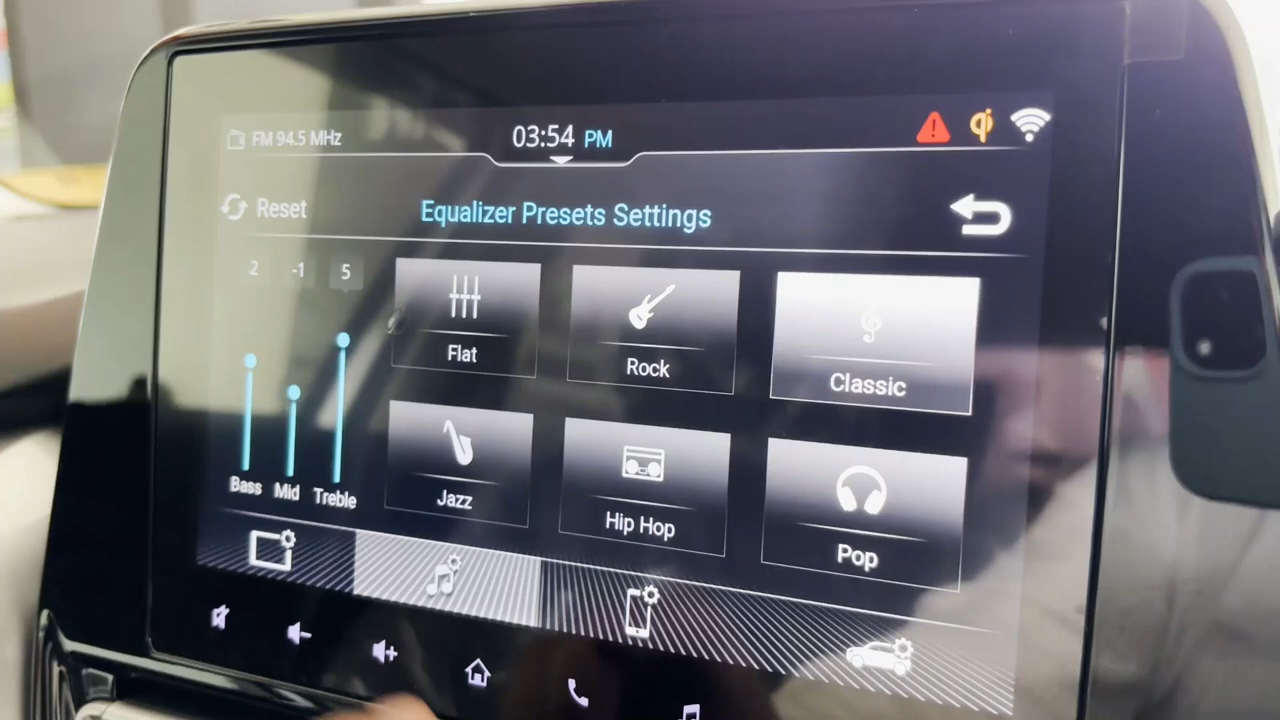 FM 94.5 MHz
03:54 PM
Reset
Equalizer Presets Settings
2 -1 5
Bass Mid Treble
Flat
Rock
Classic
Jazz
Hip Hop
Pop